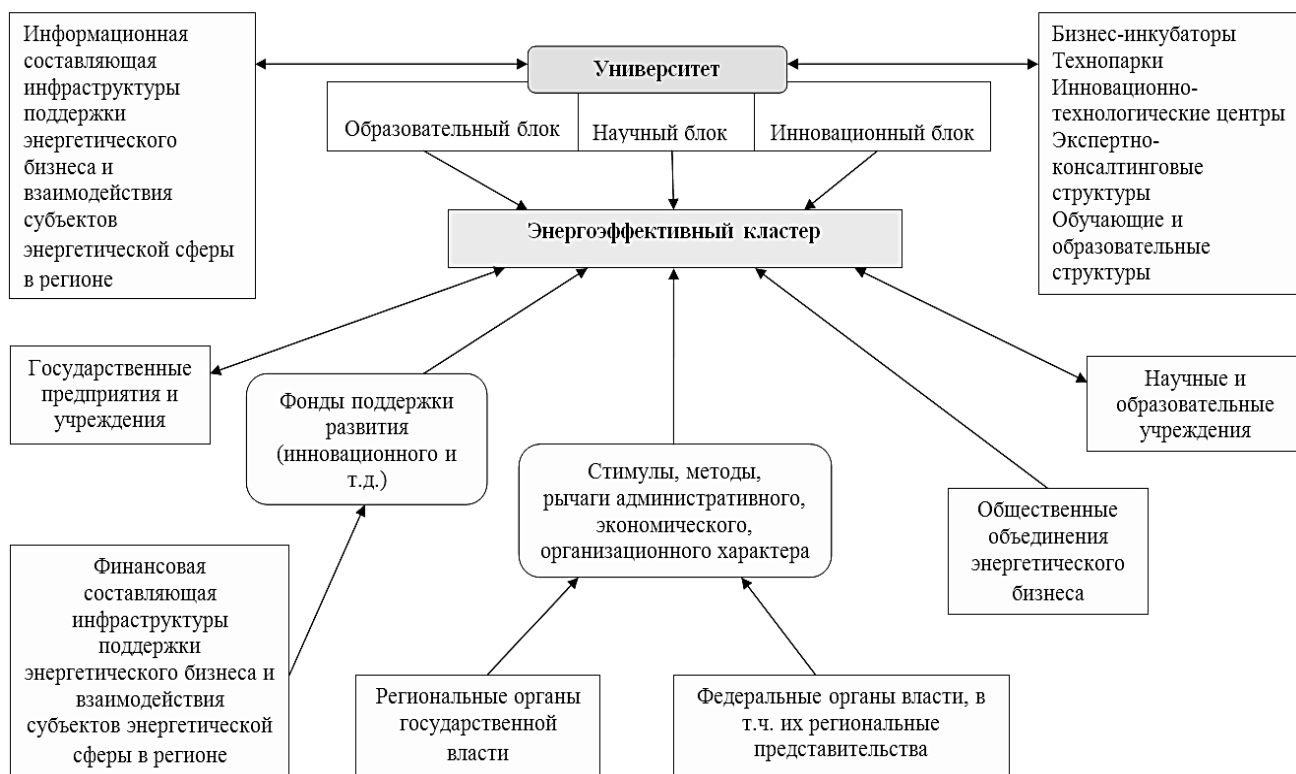 Информационная
составляющая
инфраструктуры
поддержки
энергетического
бизнеса и
взаимодействия
субъектов
энергетической сферы
в регионе
Университет
Образовательный блок
Научный блок
Инновационный блок
Бизнес-инкубаторы
Технопарки
Инновационно-
технологические центры
Экспертно-
консалтинговые
структуры
Обучающие и
образовательные
структуры
Энергоэффективный кластер
Государственные
предприятия и
учреждения
Фонды поддержки
развития
(инновационного и
т.д.)
Стимулы, методы,
рычаги административного,
экономического,
организационного характера
Научные и
образовательные
учреждения
Общественные
объединения
энергетического
бизнеса
Финансовая
составляющая
инфраструктуры
поддержки
энергетического бизнеса и
взаимодействия
субъектов энергетической
сферы в регионе
Региональные органы
государственной
власти
Федеральные органы власти, в
т.ч. их региональные
представительства